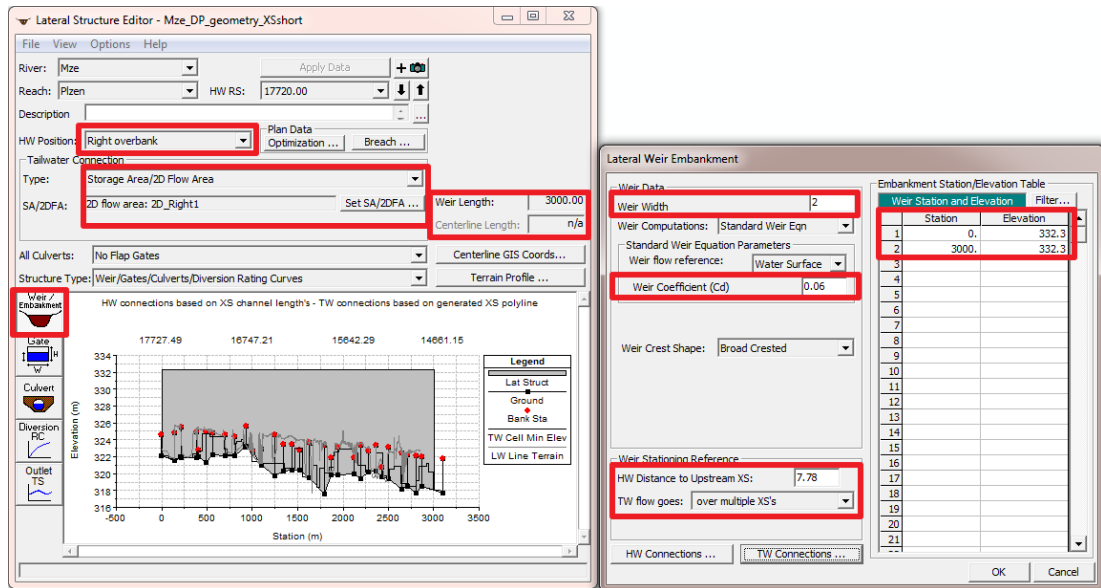 Lateral Structure Editor - Mze_DP_geometry_XSshort
File View Options Help
River: Mze Apply Data
Reach: Plzen HW RS: 17720.00
Description ...
HW Position: Right overbank Plan Data Optimization ... Breach ...
Tailwater Connection
Type: Storage Area/2D Flow Area
SA/2DFA: 2D flow area: 2D_Right1 Set SA/2DFA ...
Weir Length: 3000.00
Centerline Length: n/a
All Culverts: No Flap Gates Centerline GIS Coords...
Structure Type: Weir/Gates/Culverts/Diversion Rating Curves Terrain Profile ...
Weir / Embankment
Gate
H
W
Culvert
Diversion RC
Outlet TS
HW connections based on XS channel length's - TW connections based on generated XS polyline
17727.49 16747.21 15642.29 14661.15
334
332
330
328
326
324
322
320
318
316
Elevation (m)
-500 0 500 1000 1500 2000 2500 3000 3500
Station (m)
Legend
Lat Struct
Ground
Bank Sta
TW Cell Min Elev
LW Line Terrain
Lateral Weir Embankment
Weir Data
Weir Width 2
Weir Computations: Standard Weir Eqn
Standard Weir Equation Parameters
Weir flow reference: Water Surface
Weir Coefficient (Cd) 0.06
Weir Crest Shape: Broad Crested
Weir Stationing Reference
HW Distance to Upstream XS: 7.78
TW flow goes: over multiple XS's
HW Connections ... TW Connections ...
Embankment Station/Elevation Table
Weir Station and Elevation Filter...
Station Elevation
1 0. 332.3
2 3000. 332.3
3
4
5
6
7
8
9
10
11
12
13
14
15
16
17
18
19
20
21
OK Cancel